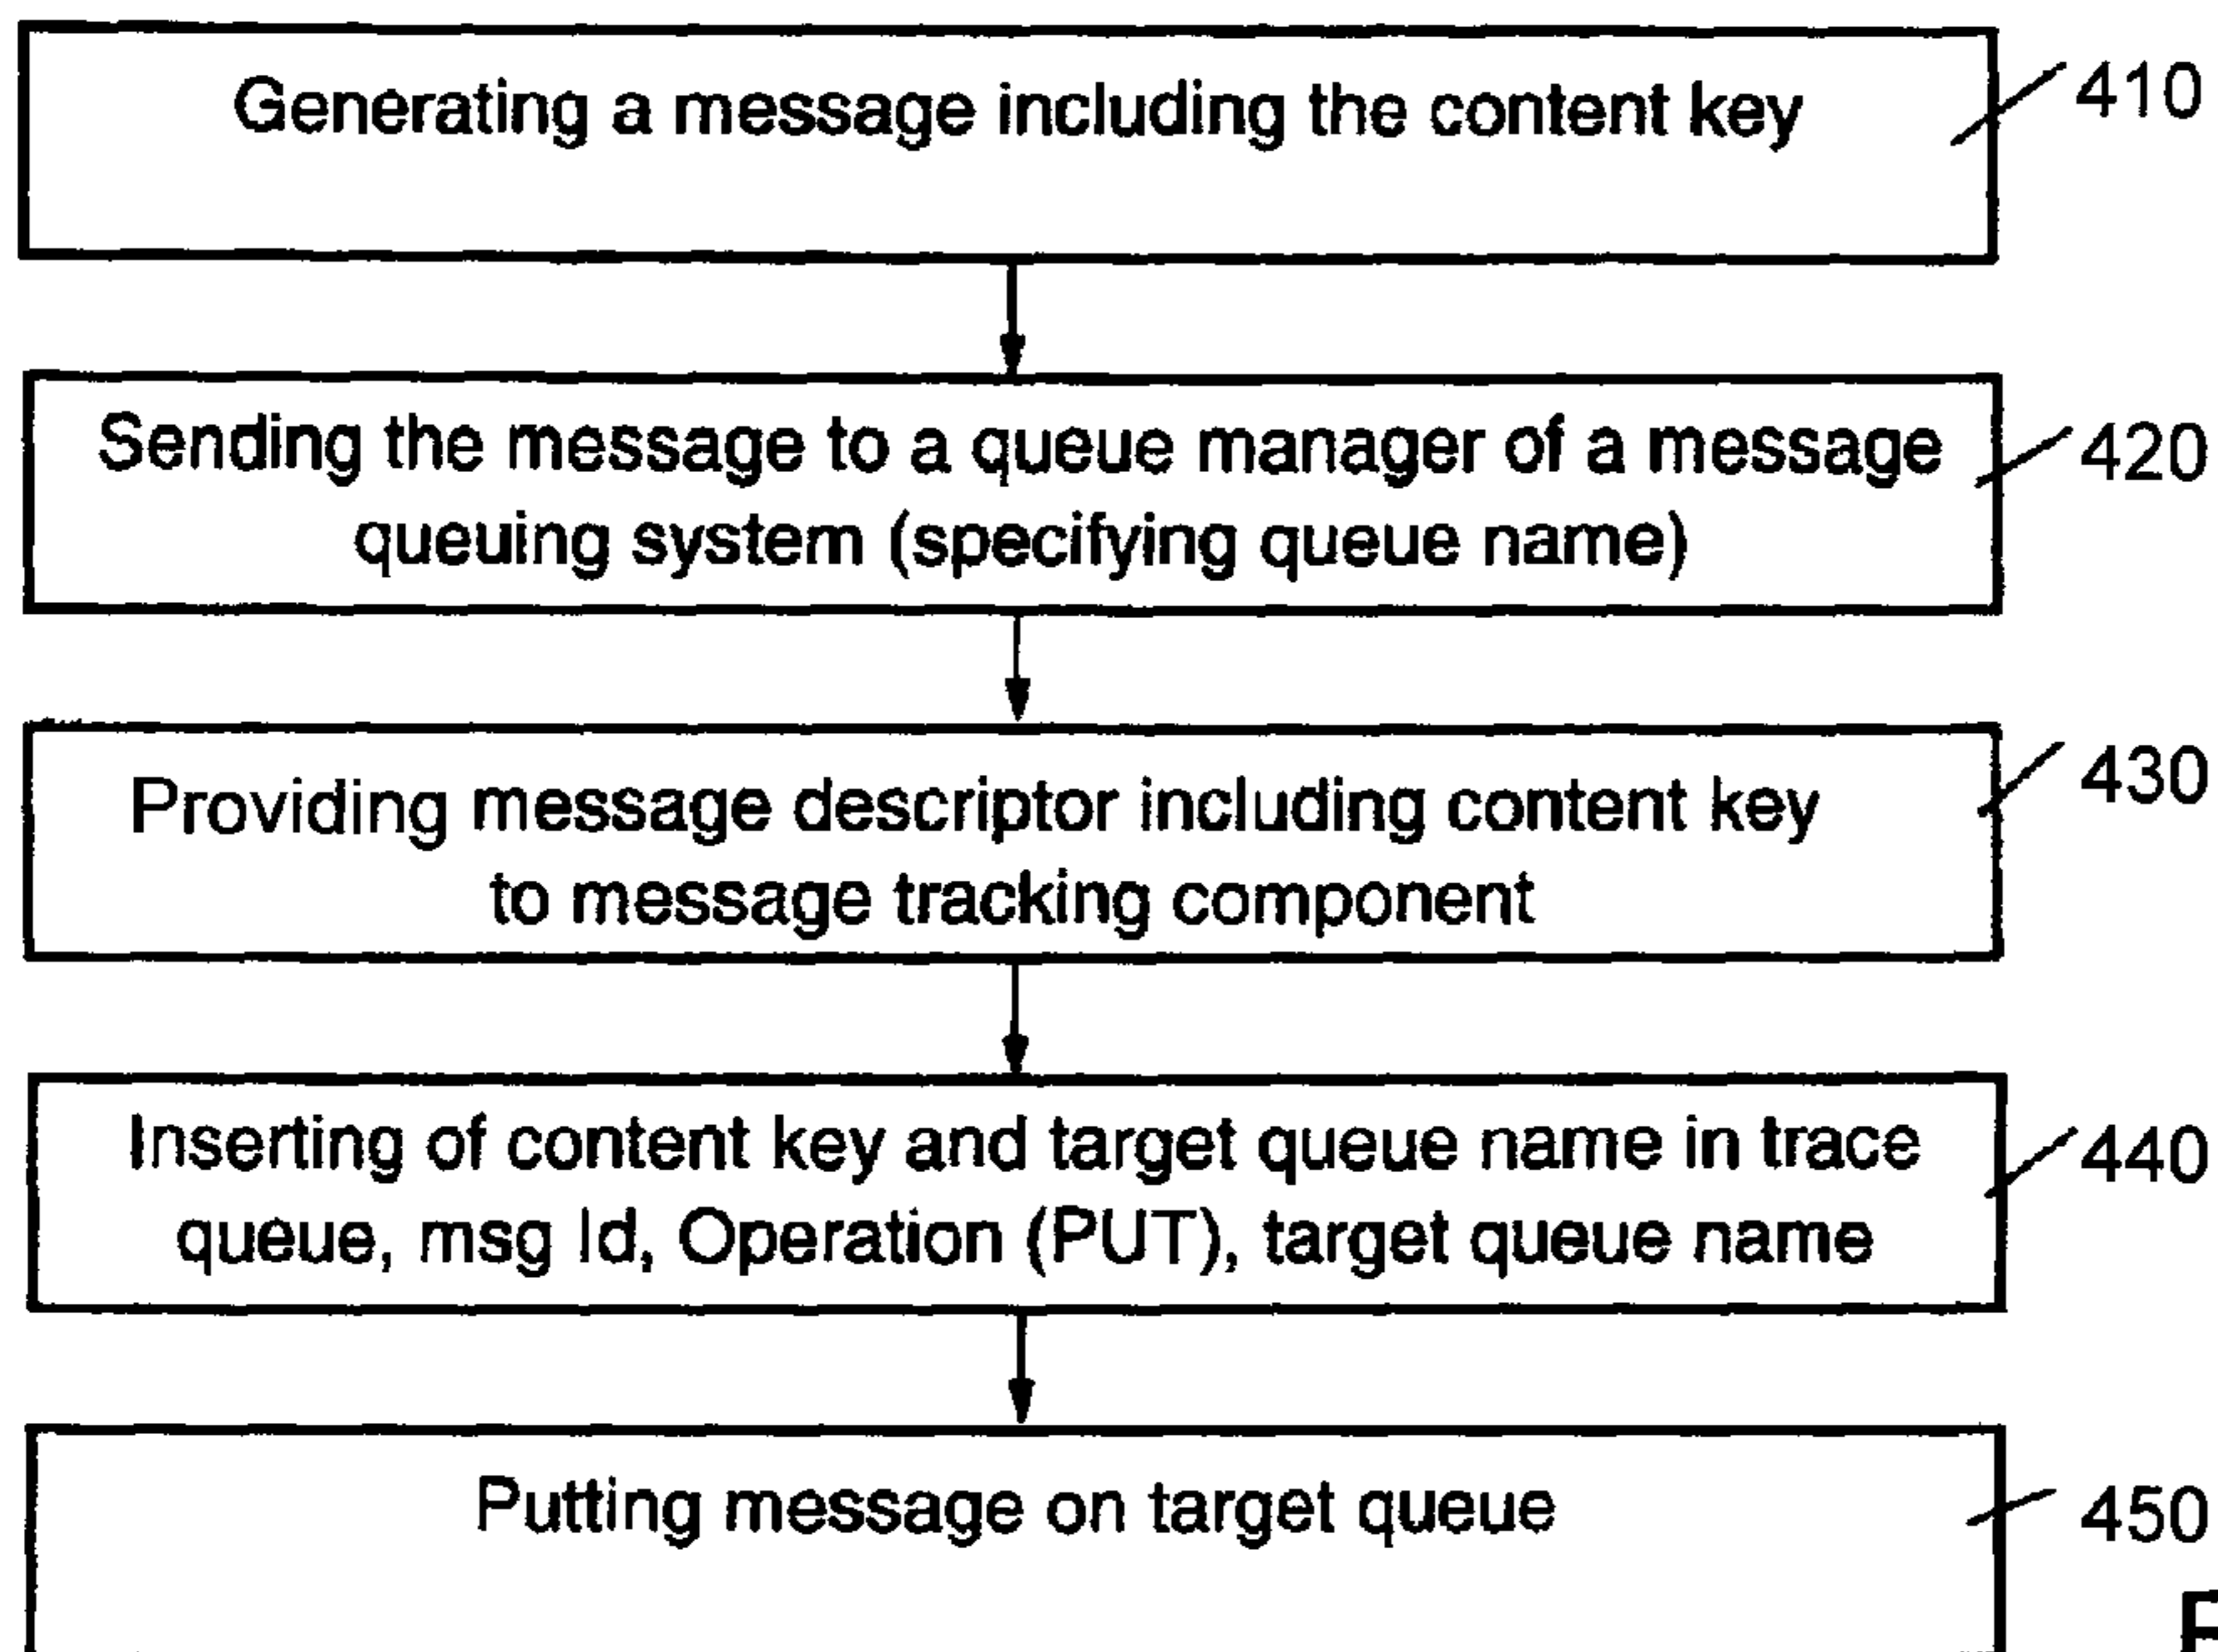 Generating a message including the content key
410
Sending the message to a queue manager of a message
queuing system (specifying queue name)
420
Providing message descriptor including content key
to message tracking component
430
Inserting of content key and target queue name in trace
queue, msg Id, Operation (PUT), target queue name
440
Putting message on target queue
450